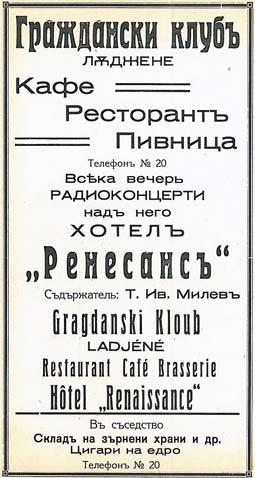 Граждански клубъ
ЛѪДЖЕНЕ
Кафе
Ресторантъ
Пивница
Телефонъ № 20
Всѣка вечерь
РАДИОКОНЦЕРТИ
надъ него
ХОТЕЛЪ
„Ренесансъ“
Съдържатель: Т. Ив. Милевъ
Gragdanski Kloub
LADJÉNÉ
Restaurant Café Brasserie
Hôtel „Renaissance“
Въ съседство
Складъ на зърнени храни и др.
Цигари на едро
Телефонъ № 20